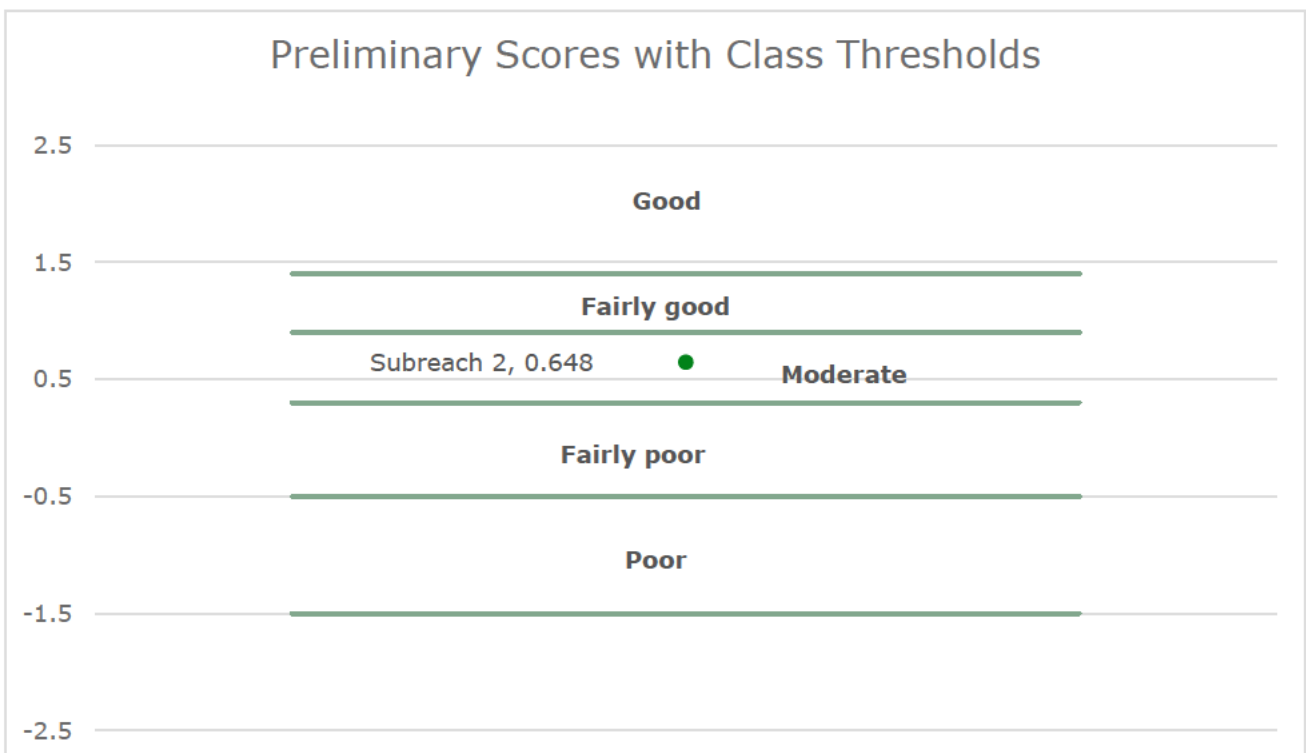 Preliminary Scores with Class Thresholds
2.5
Good
1.5
Fairly good
Subreach 2, 0.648
Moderate
0.5
Fairly poor
-0.5
Poor
-1.5
-2.5